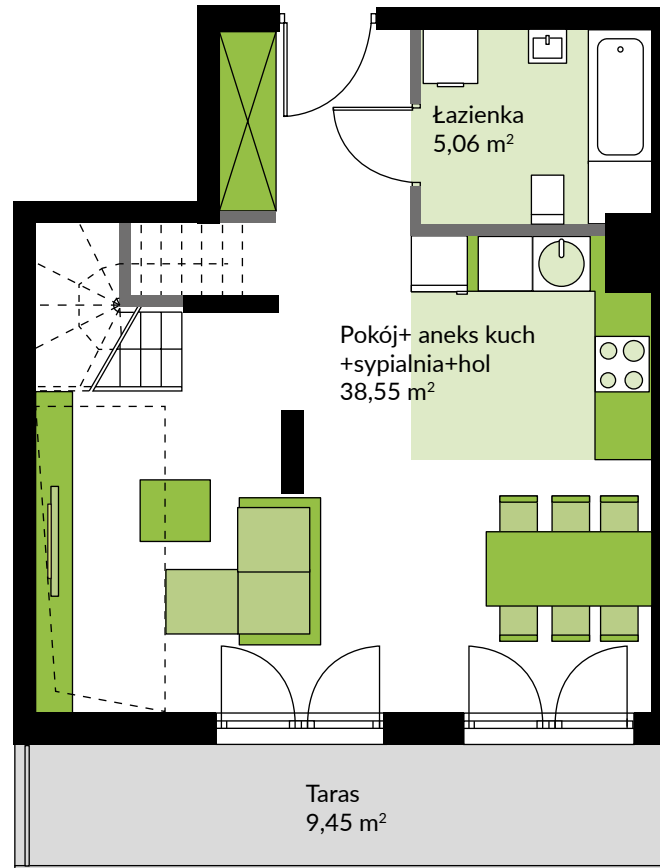 Łazienka
5,06 m²
Pokój+ aneks kuch
+sypialnia+hol
38,55 m²
Taras
9,45 m²